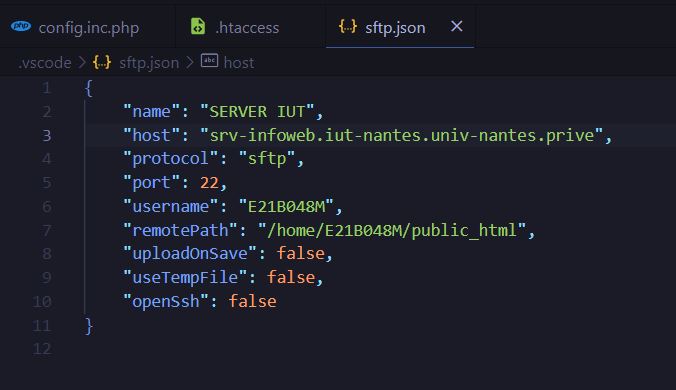 php config.inc.php .htaccess {..} sftp.json ×
.vscode > {..} sftp.json > abc host
1 {
2 "name": "SERVER IUT",
3 "host": "srv-infoweb.iut-nantes.univ-nantes.prive",
4 "protocol": "sftp",
5 "port": 22,
6 "username": "E21B048M",
7 "remotePath": "/home/E21B048M/public_html",
8 "uploadOnSave": false,
9 "useTempFile": false,
10 "openSsh": false
11 }
12